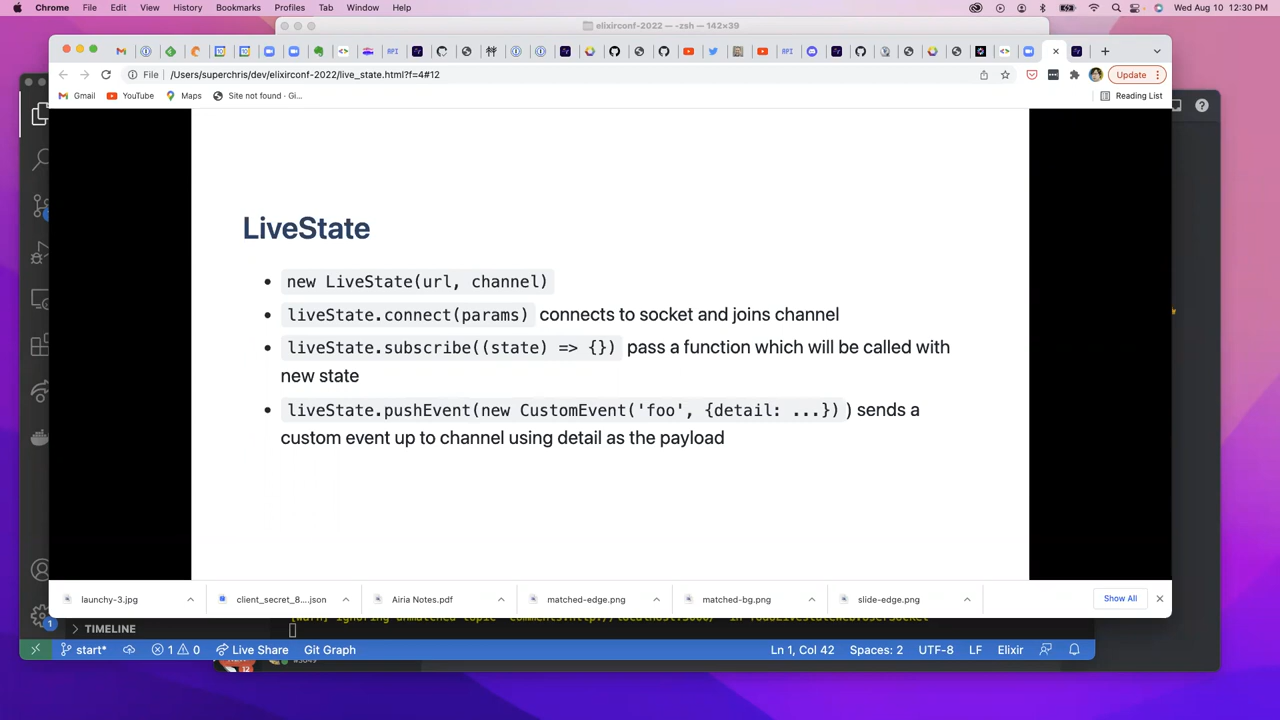 Chrome File Edit View History Bookmarks Profiles Tab Window Help Wed Aug 10 12:30 PM
elixirconf-2022 — -zsh — 142×39
File /Users/superchris/dev/elixirconf-2022/live_state.html?f=4#12 Update
Gmail YouTube Maps Site not found · Gi... Reading List
LiveState
• new LiveState(url, channel)
• liveState.connect(params) connects to socket and joins channel
• liveState.subscribe((state) => {}) pass a function which will be called with
new state
• liveState.pushEvent(new CustomEvent('foo', {detail: ...}) ) sends a
custom event up to channel using detail as the payload
launchy-3.jpg client_secret_8....json Airia Notes.pdf matched-edge.png matched-bg.png slide-edge.png Show All
TIMELINE
start* 1 0 Live Share Git Graph Ln 1, Col 42 Spaces: 2 UTF-8 LF Elixir